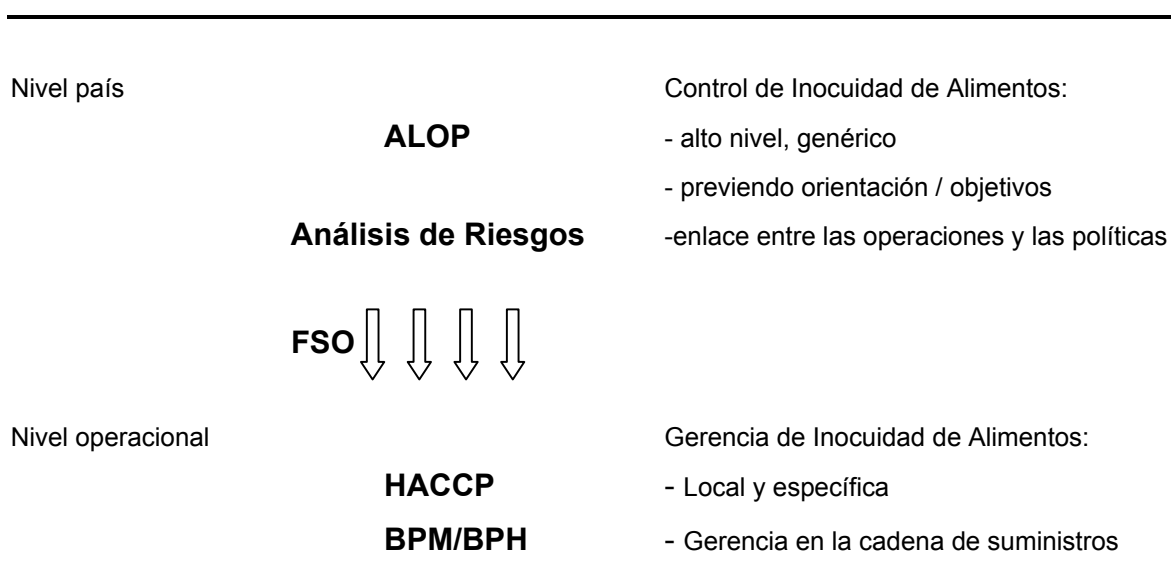 Nivel país Control de Inocuidad de Alimentos:
ALOP - alto nivel, genérico
- previendo orientación / objetivos
Análisis de Riesgos -enlace entre las operaciones y las políticas
FSO
Nivel operacional Gerencia de Inocuidad de Alimentos:
HACCP - Local y específica
BPM/BPH - Gerencia en la cadena de suministros